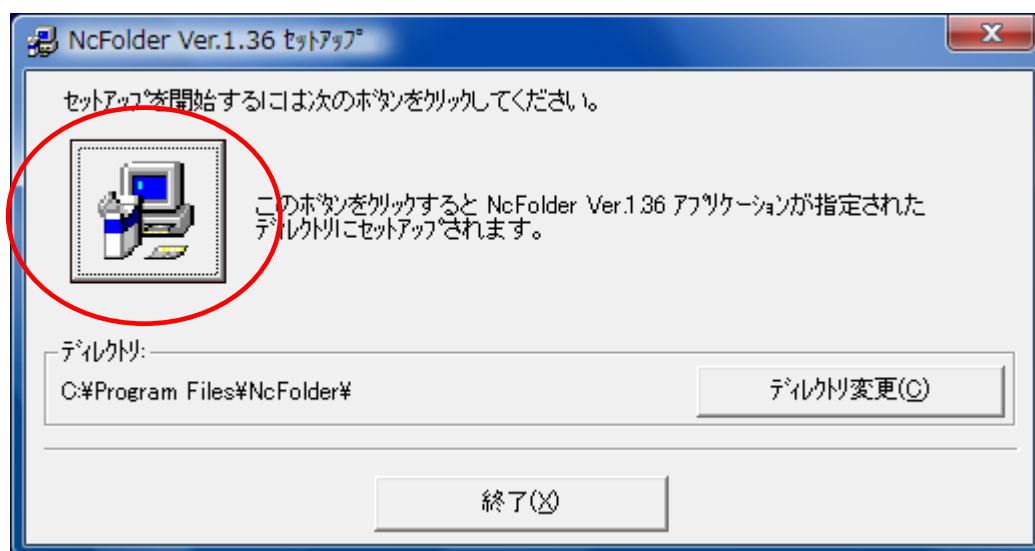 NcFolder Ver.1.36 ｾｯﾄｱｯﾌﾟ
ｾｯﾄｱｯﾌﾟを開始するには次のﾎﾞﾀﾝをｸﾘｯｸしてください。
このﾎﾞﾀﾝをｸﾘｯｸすると NcFolder Ver.1.36 ｱﾌﾟﾘｹｰｼｮﾝが指定された
ﾃﾞｨﾚｸﾄﾘにｾｯﾄｱｯﾌﾟされます。
ﾃﾞｨﾚｸﾄﾘ:
C:¥Program Files¥NcFolder¥
ﾃﾞｨﾚｸﾄﾘ変更(C)
終了(X)